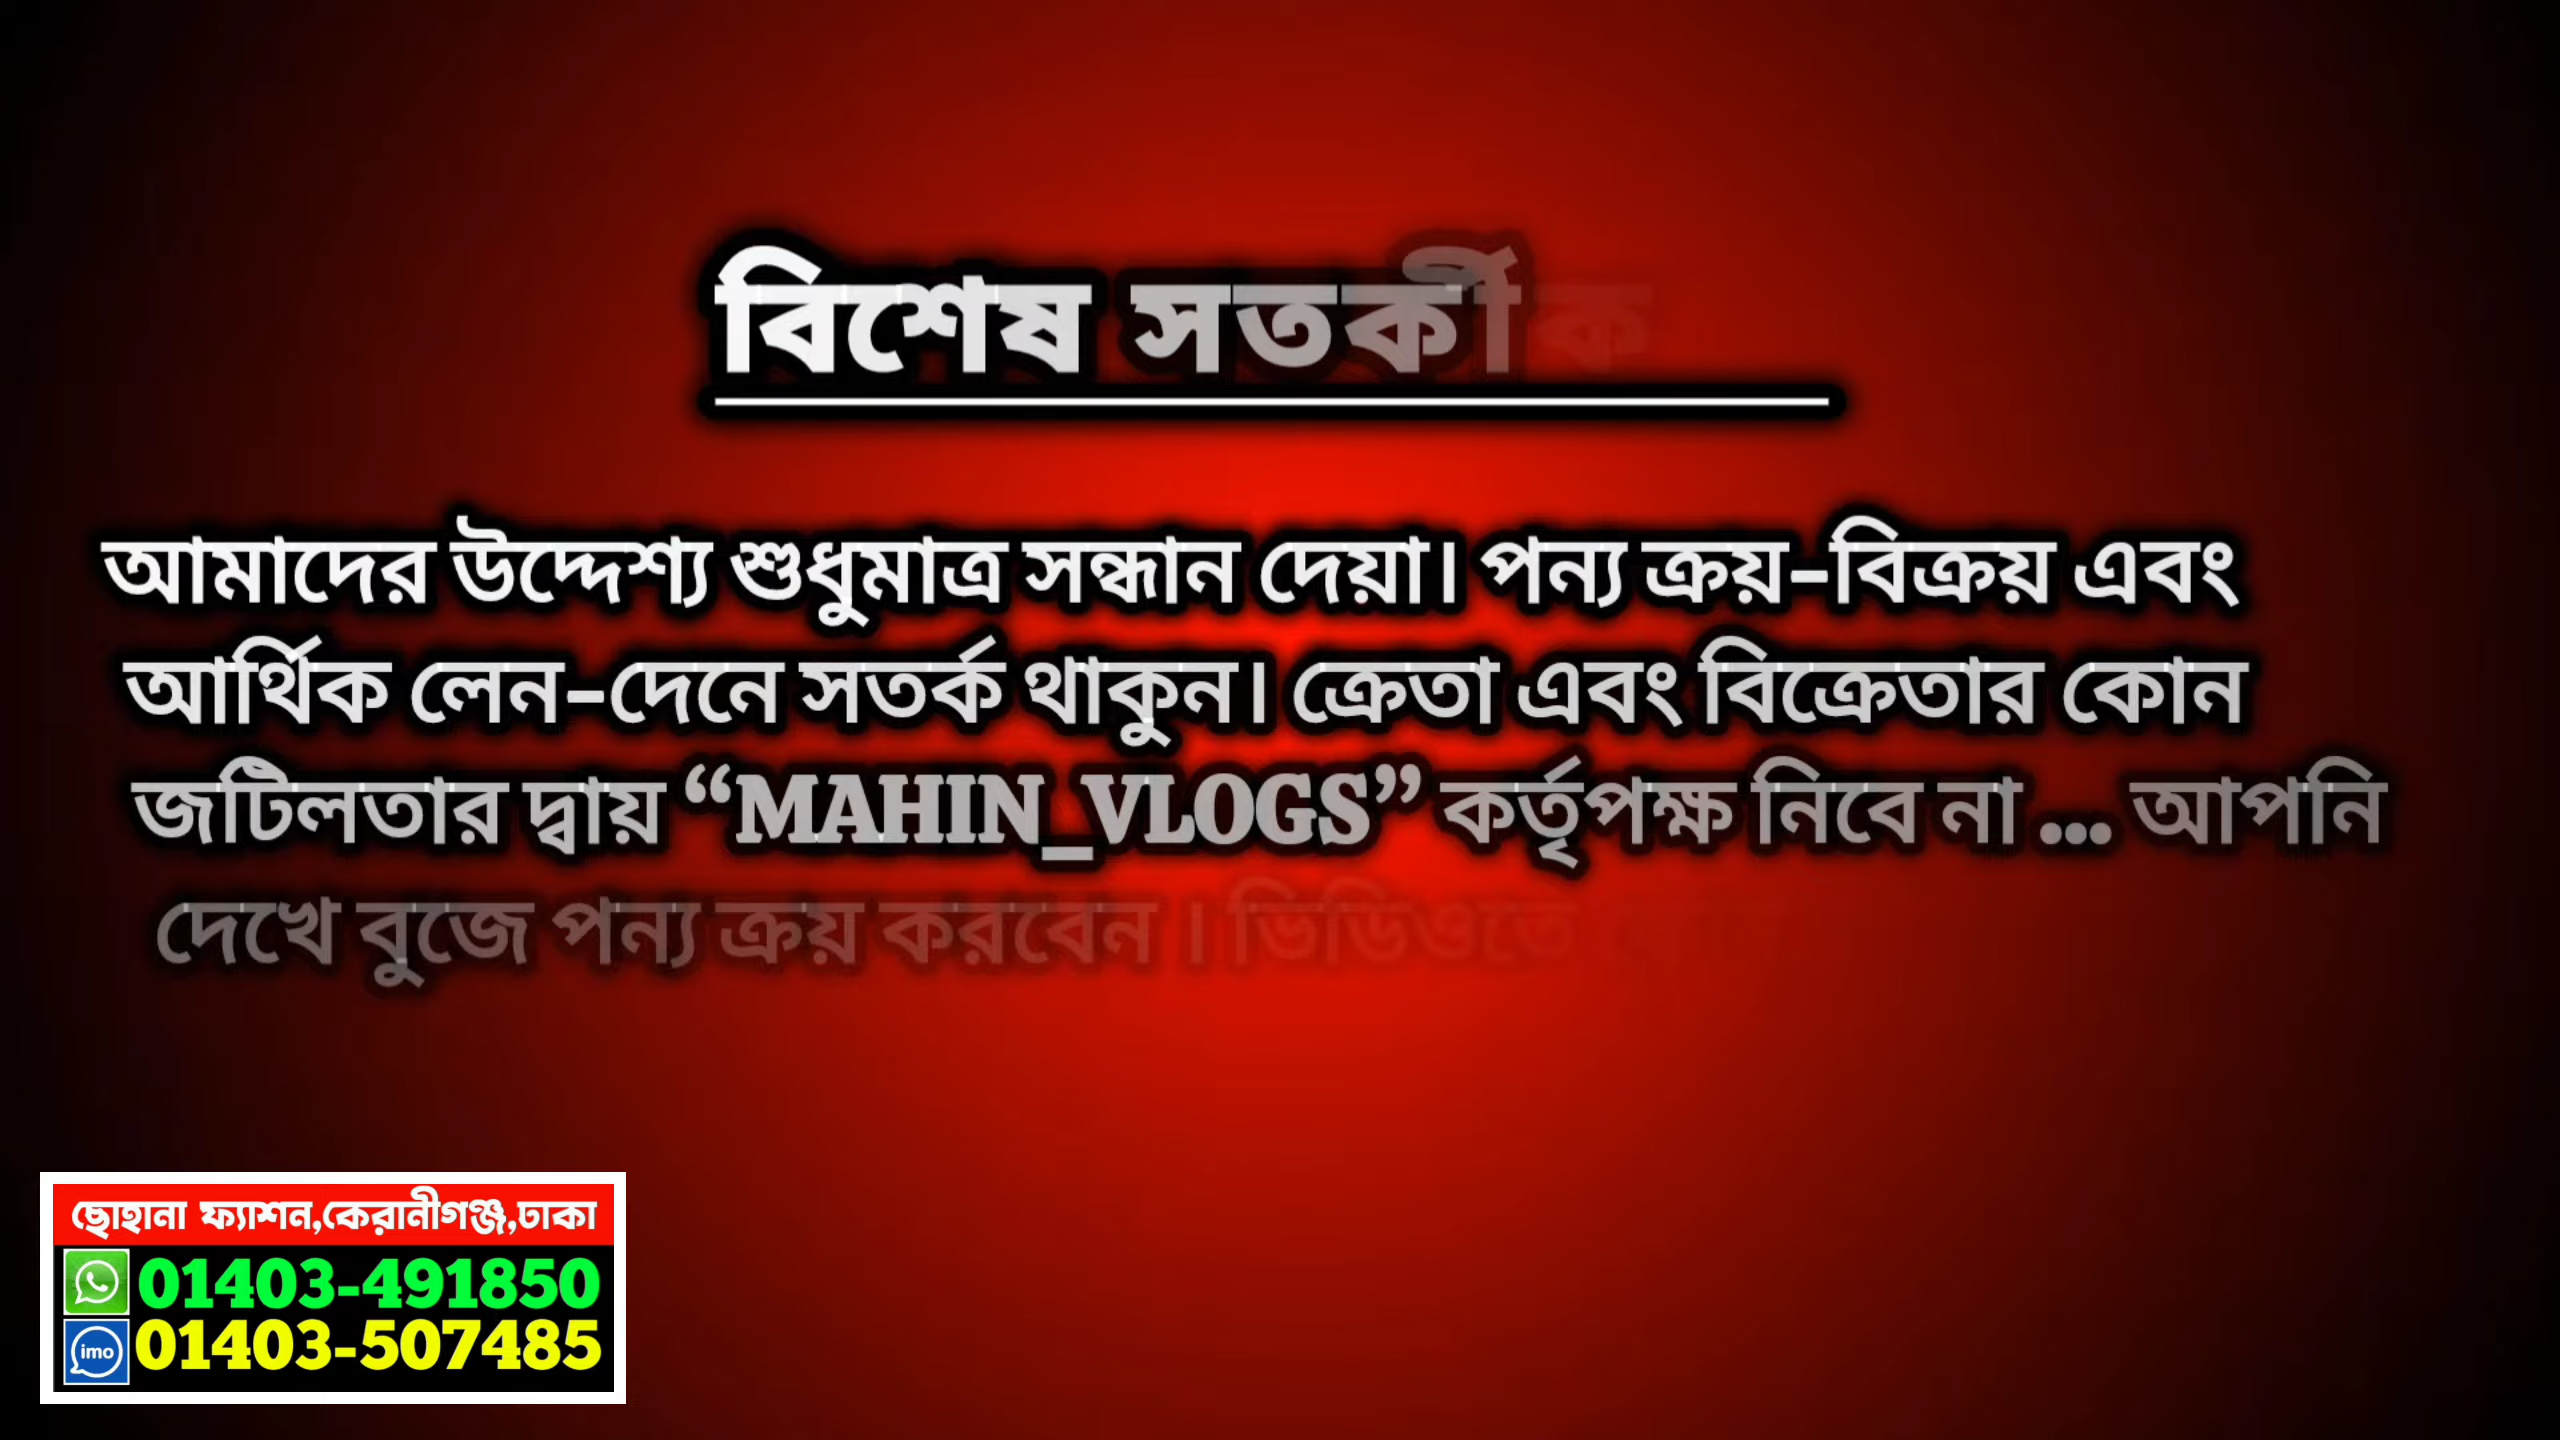 বিশেষ সতর্কীক
আমাদের উদ্দেশ্য শুধুমাত্র সন্ধান দেয়া। পন্য ক্রয়-বিক্রয় এবং
আর্থিক লেন-দেনে সতর্ক থাকুন। ক্রেতা এবং বিক্রেতার কোন
জটিলতার দ্বায় “MAHIN_VLOGS” কর্তৃপক্ষ নিবে না ... আপনি
দেখে বুজে পন্য ক্রয় করবেন । ভিডিওতে
ছোহানা ফ্যাশন,কেরানীগঞ্জ,ঢাকা
01403-491850
imo 01403-507485